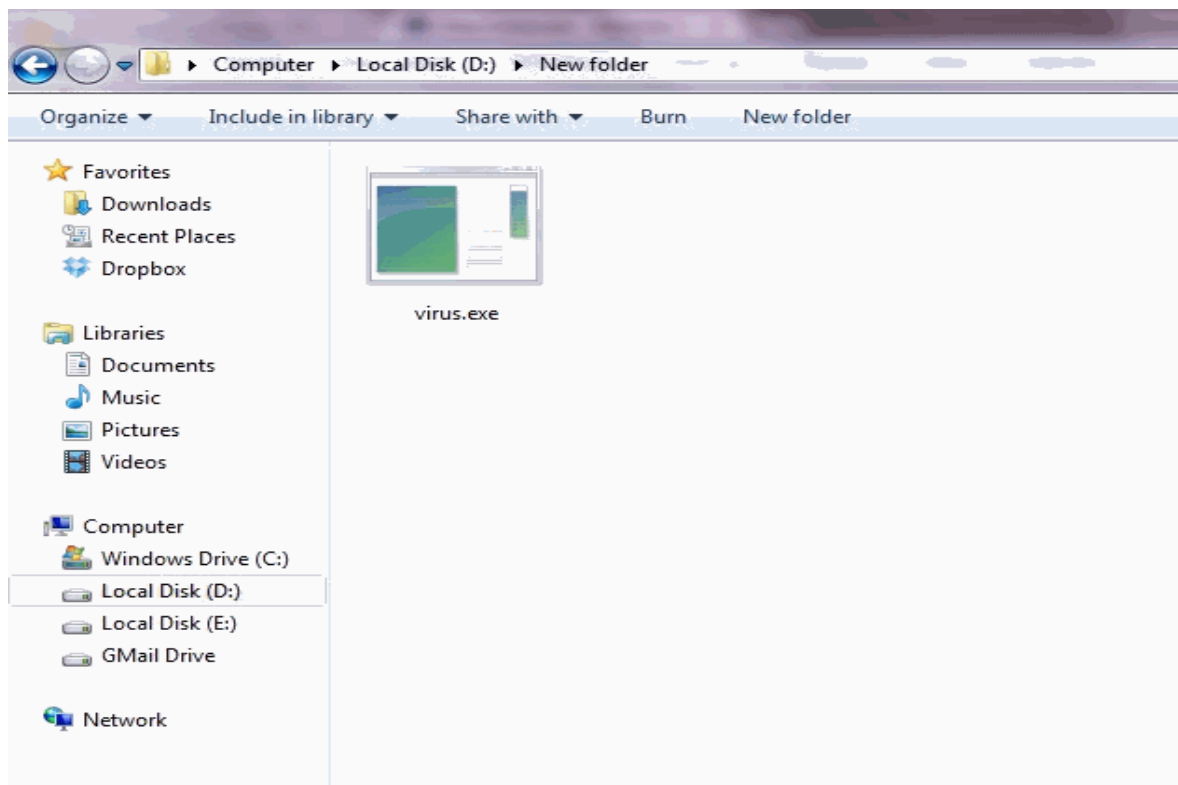 Computer Local Disk (D:) New folder
Organize Include in library Share with Burn New folder
Favorites
Downloads
Recent Places
Dropbox
Libraries
Documents
Music
Pictures
Videos
Computer
Windows Drive (C:)
Local Disk (D:)
Local Disk (E:)
GMail Drive
Network
virus.exe